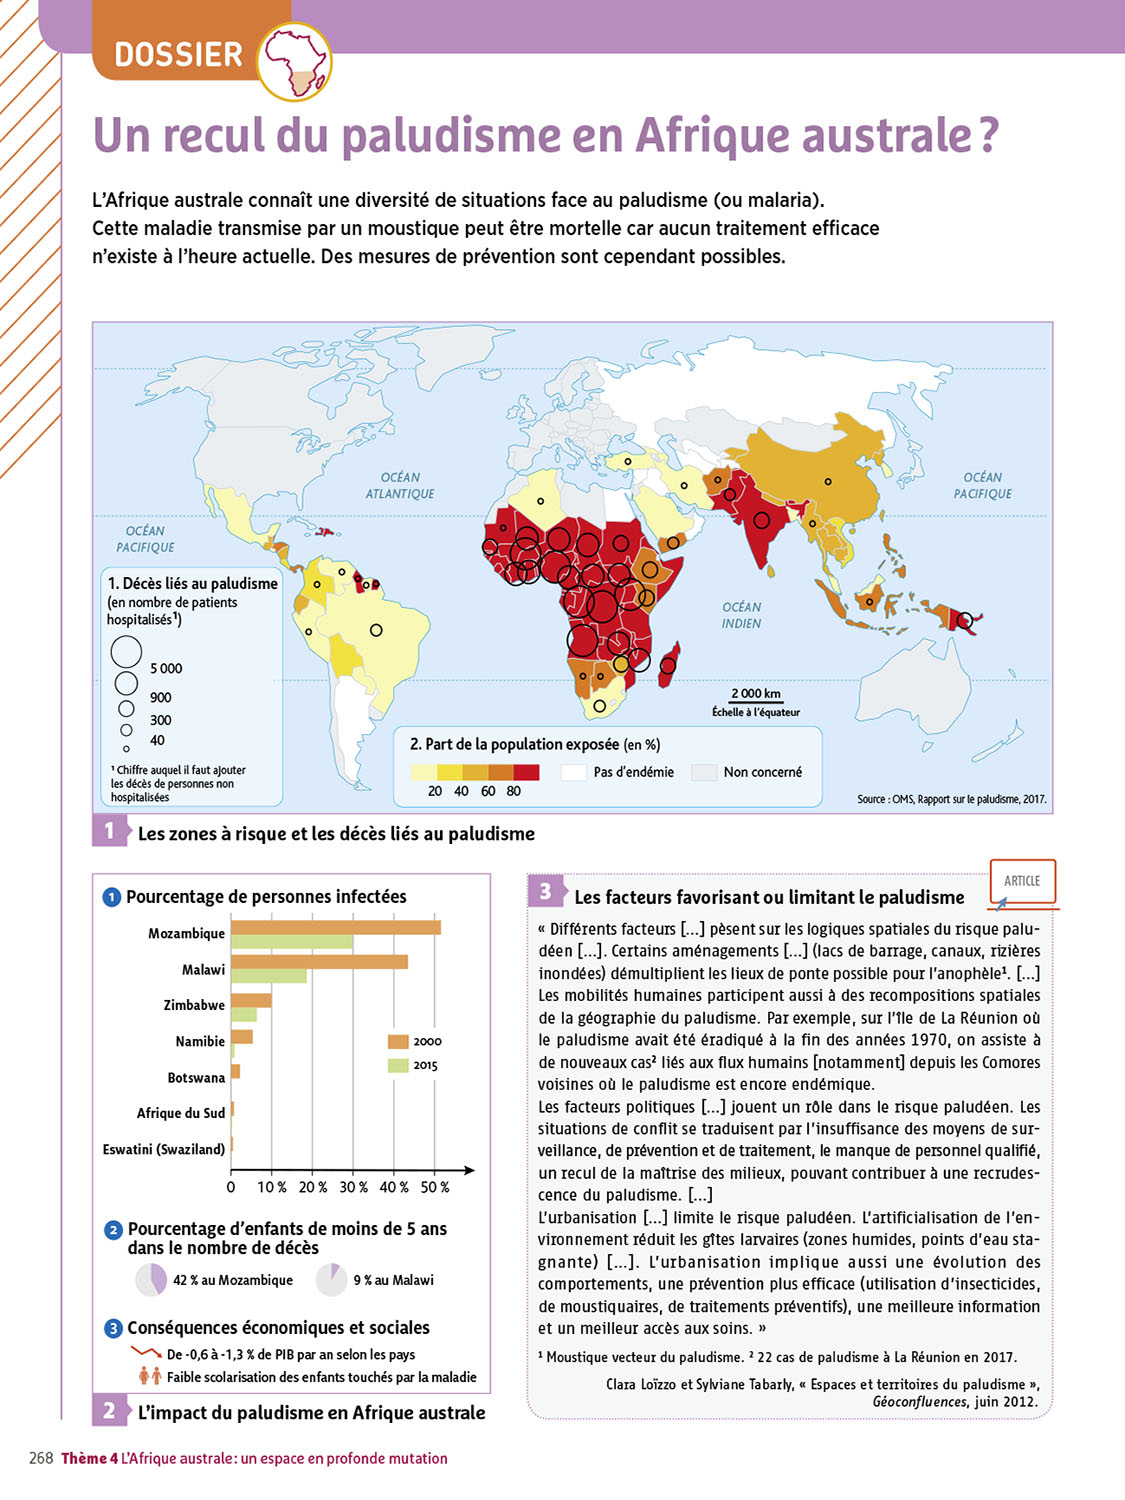 DOSSIER
Un recul du paludisme en Afrique australe ?
L’Afrique australe connaît une diversité de situations face au paludisme (ou malaria).
Cette maladie transmise par un moustique peut être mortelle car aucun traitement efficace
n’existe à l’heure actuelle. Des mesures de prévention sont cependant possibles.
OCÉAN
ATLANTIQUE
OCÉAN
PACIFIQUE
OCÉAN
PACIFIQUE
OCÉAN
INDIEN
1. Décès liés au paludisme
(en nombre de patients
hospitalisés¹)
5 000
900
300
40
¹ Chiffre auquel il faut ajouter
les décès de personnes non
hospitalisées
2 000 km
Échelle à l’équateur
2. Part de la population exposée (en %)
20 40 60 80
Pas d’endémie
Non concerné
Source : OMS, Rapport sur le paludisme, 2017.
1 Les zones à risque et les décès liés au paludisme
1 Pourcentage de personnes infectées
Mozambique
Malawi
Zimbabwe
Namibie
Botswana
Afrique du Sud
Eswatini (Swaziland)
2000
2015
0 10 % 20 % 30 % 40 % 50 %
2 Pourcentage d’enfants de moins de 5 ans
dans le nombre de décès
42 % au Mozambique
9 % au Malawi
3 Conséquences économiques et sociales
De -0,6 à -1,3 % de PIB par an selon les pays
Faible scolarisation des enfants touchés par la maladie
2 L’impact du paludisme en Afrique australe
3 Les facteurs favorisant ou limitant le paludisme
ARTICLE
« Différents facteurs [...] pèsent sur les logiques spatiales du risque palu-
déen [...]. Certains aménagements [...] (lacs de barrage, canaux, rizières
inondées) démultiplient les lieux de ponte possible pour l’anophèle¹. [...]
Les mobilités humaines participent aussi à des recompositions spatiales
de la géographie du paludisme. Par exemple, sur l’île de La Réunion où
le paludisme avait été éradiqué à la fin des années 1970, on assiste à
de nouveaux cas² liés aux flux humains [notamment] depuis les Comores
voisines où le paludisme est encore endémique.
Les facteurs politiques [...] jouent un rôle dans le risque paludéen. Les
situations de conflit se traduisent par l’insuffisance des moyens de sur-
veillance, de prévention et de traitement, le manque de personnel qualifié,
un recul de la maîtrise des milieux, pouvant contribuer à une recrudes-
cence du paludisme. [...]
L’urbanisation [...] limite le risque paludéen. L’artificialisation de l’en-
vironnement réduit les gîtes larvaires (zones humides, points d’eau sta-
gnante) [...]. L’urbanisation implique aussi une évolution des
comportements, une prévention plus efficace (utilisation d’insecticides,
de moustiquaires, de traitements préventifs), une meilleure information
et un meilleur accès aux soins. »
¹ Moustique vecteur du paludisme. ² 22 cas de paludisme à La Réunion en 2017.
Clara Loïzzo et Sylviane Tabarly, « Espaces et territoires du paludisme »,
Géoconfluences, juin 2012.
268 Thème 4 L’Afrique australe : un espace en profonde mutation